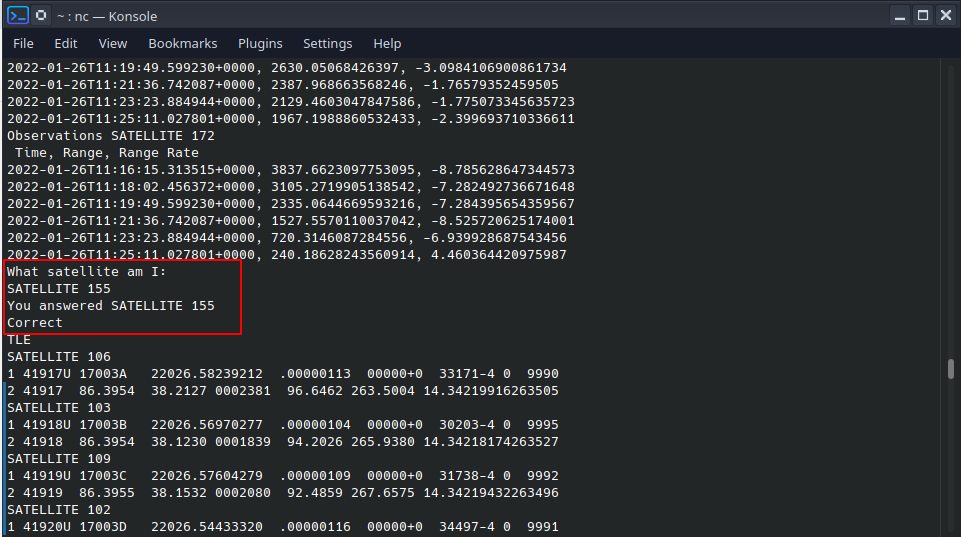 ~ : nc — Konsole
File Edit View Bookmarks Plugins Settings Help
2022-01-26T11:19:49.599230+0000, 2630.05068426397, -3.0984106900861734
2022-01-26T11:21:36.742087+0000, 2387.968663568246, -1.76579352459505
2022-01-26T11:23:23.884944+0000, 2129.4603047847586, -1.775073345635723
2022-01-26T11:25:11.027801+0000, 1967.1988860532433, -2.399693710336611
Observations SATELLITE 172
Time, Range, Range Rate
2022-01-26T11:16:15.313515+0000, 3837.6623097753095, -8.785628647344573
2022-01-26T11:18:02.456372+0000, 3105.2719905138542, -7.282492736671648
2022-01-26T11:19:49.599230+0000, 2335.0644669593216, -7.284395654359567
2022-01-26T11:21:36.742087+0000, 1527.5570110037042, -8.525720625174001
2022-01-26T11:23:23.884944+0000, 720.3146087284556, -6.939928687543456
2022-01-26T11:25:11.027801+0000, 240.18628243560914, 4.460364420975987
What satellite am I:
SATELLITE 155
You answered SATELLITE 155
Correct
TLE
SATELLITE 106
1 41917U 17003A   22026.58239212  .00000113  00000+0  33171-4 0  9990
2 41917  86.3954  38.2127 0002381  96.6462 263.5004 14.34219916263505
SATELLITE 103
1 41918U 17003B   22026.56970277  .00000104  00000+0  30203-4 0  9995
2 41918  86.3954  38.1230 0001839  94.2026 265.9380 14.34218174263527
SATELLITE 109
1 41919U 17003C   22026.57604279  .00000109  00000+0  31738-4 0  9992
2 41919  86.3955  38.1532 0002080  92.4859 267.6575 14.34219432263496
SATELLITE 102
1 41920U 17003D   22026.54433320  .00000116  00000+0  34497-4 0  9991